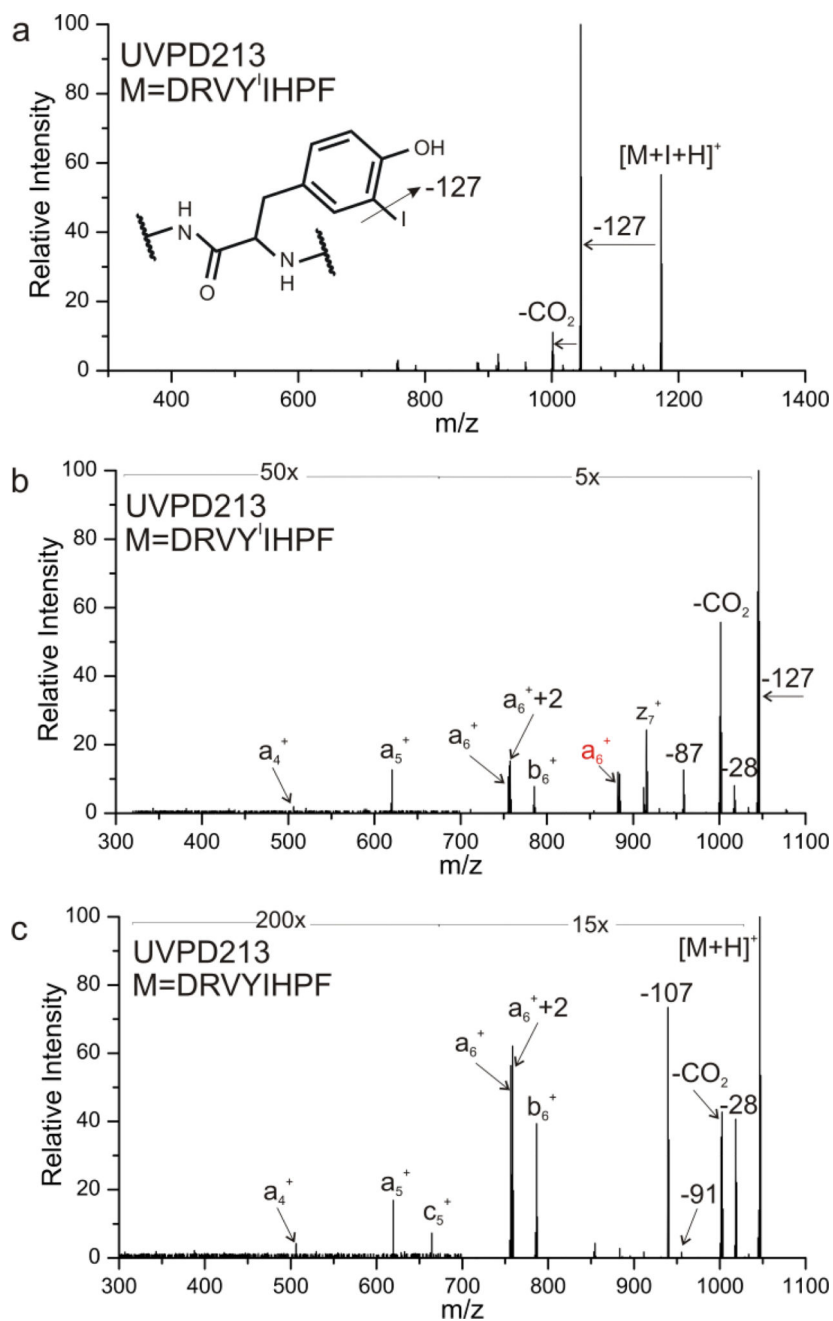 a
UVPD213
M=DRVYᴵIHPF
[M+I+H]⁺
-127
-CO₂
OH
-127
I
H
N
O
N
H
Relative Intensity
100
80
60
40
20
0
400
600
800
1000
1200
1400
m/z
b
50x
5x
UVPD213
M=DRVYᴵIHPF
-CO₂
-127
a₆⁺+2
a₆⁺
z₇⁺
a₆⁺
-87
-28
a₅⁺
b₆⁺
a₄⁺
Relative Intensity
100
80
60
40
20
0
300
400
500
600
700
800
900
1000
1100
m/z
c
200x
15x
UVPD213
M=DRVYIHPF
[M+H]⁺
-107
a₆⁺+2
a₆⁺
-CO₂
-28
b₆⁺
a₅⁺
a₄⁺
c₅⁺
-91
Relative Intensity
100
80
60
40
20
0
300
400
500
600
700
800
900
1000
1100
m/z